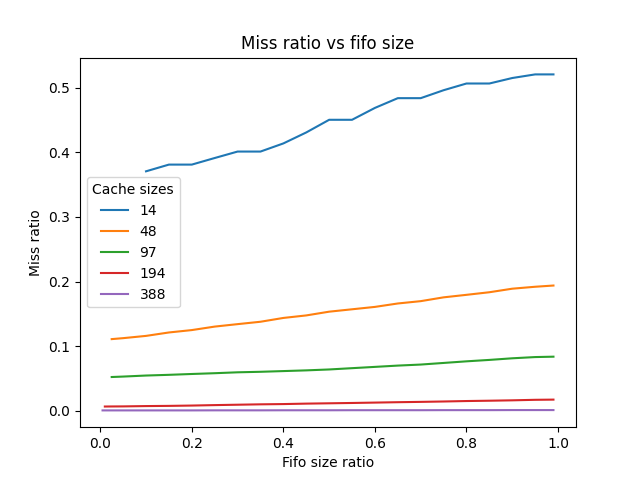 Miss ratio vs fifo size
0.5
0.4
0.3
0.2
0.1
0.0
Miss ratio
Cache sizes
14
48
97
194
388
0.0 0.2 0.4 0.6 0.8 1.0
Fifo size ratio